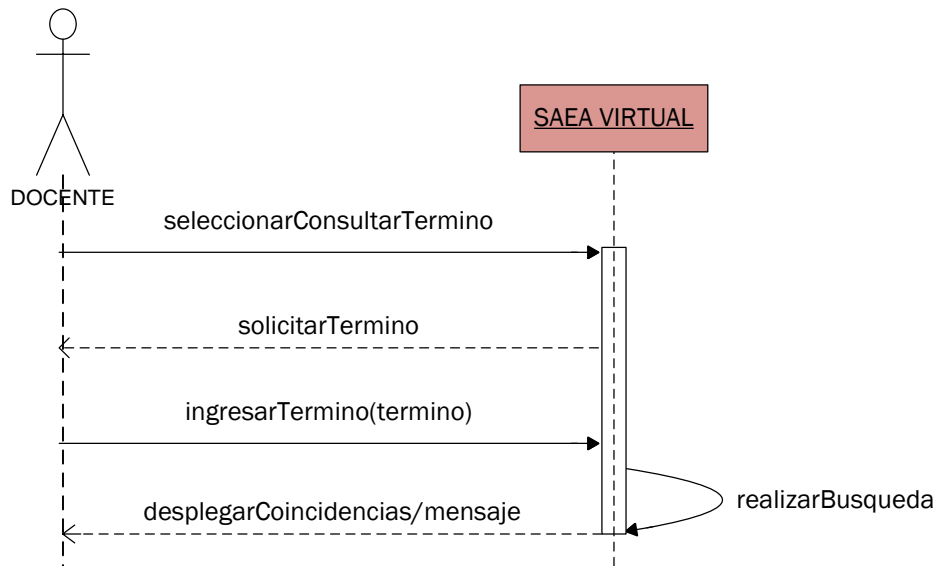 SAEA VIRTUAL
DOCENTE
seleccionarConsultarTermino
solicitarTermino
ingresarTermino(termino)
realizarBusqueda
desplegarCoincidencias/mensaje